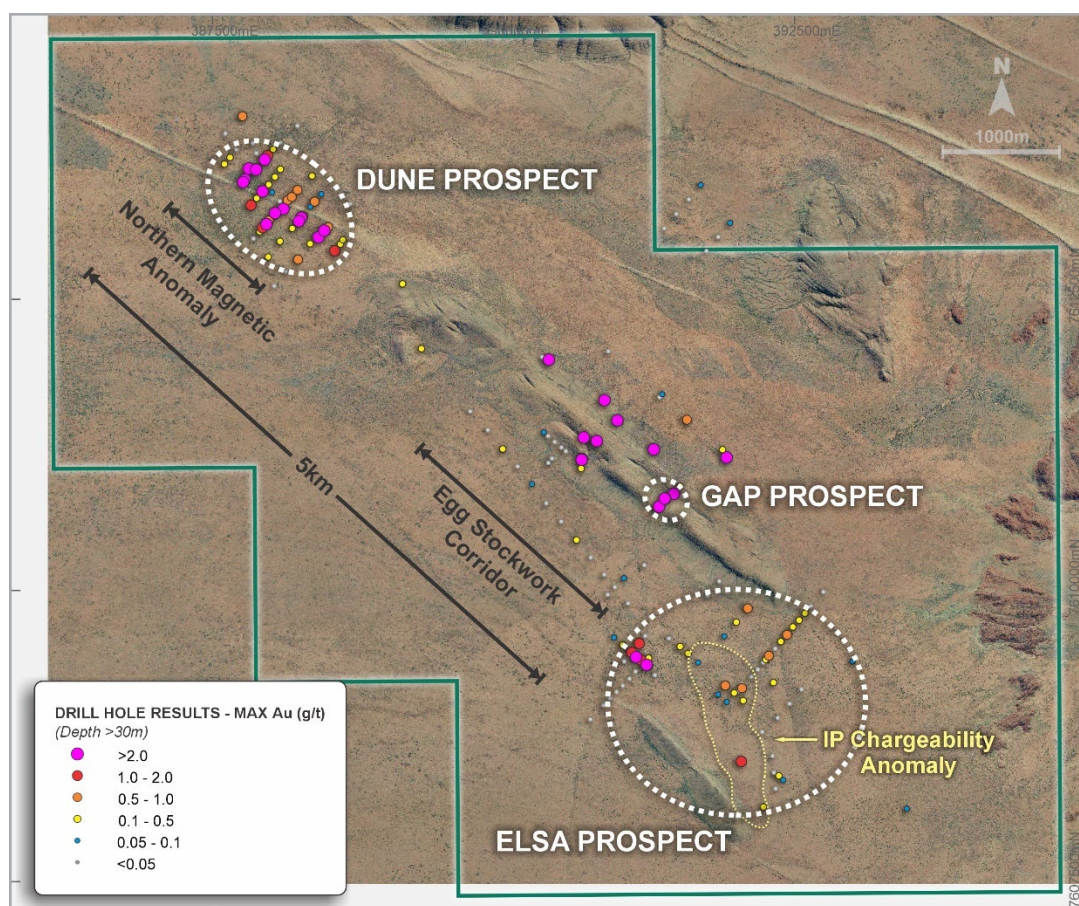 387500mE
392500mE
N
1000m
DUNE PROSPECT
Northern Magnetic
Anomaly
5km
Egg Stockwork
Corridor
GAP PROSPECT
IP Chargeability
Anomaly
ELSA PROSPECT
DRILL HOLE RESULTS - MAX Au (g/t)
(Depth >30m)
>2.0
1.0 - 2.0
0.5 - 1.0
0.1 - 0.5
0.05 - 0.1
<0.05
7607500mN